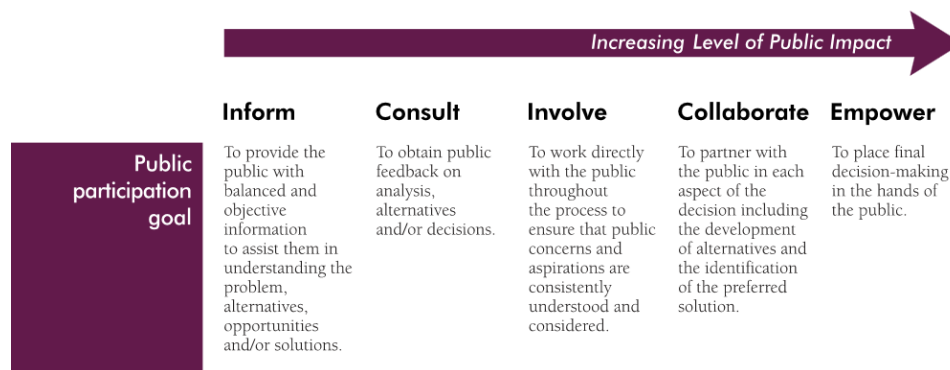 Increasing Level of Public Impact
Inform
Consult
Involve
Collaborate
Empower
Public
participation
goal
To provide the
public with
balanced and
objective
information
to assist them in
understanding the
problem,
alternatives,
opportunities
and/or solutions.
To obtain public
feedback on
analysis,
alternatives
and/or decisions.
To work directly
with the public
throughout
the process to
ensure that public
concerns and
aspirations are
consistently
understood and
considered.
To partner with
the public in each
aspect of the
decision including
the development
of alternatives and
the identification
of the preferred
solution.
To place final
decision-making
in the hands of
the public.